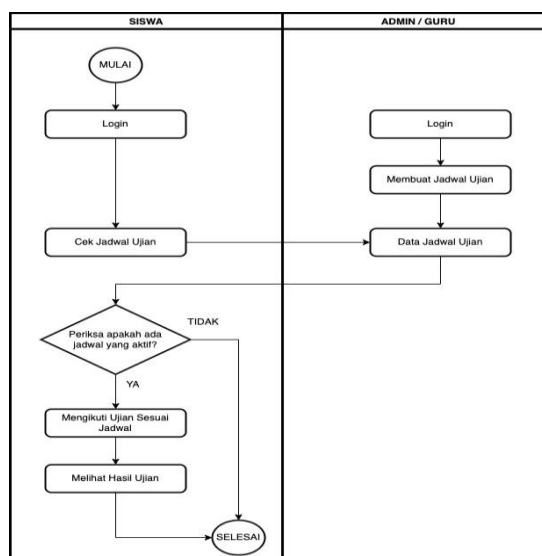 SISWA
ADMIN / GURU
MULAI
Login
Login
Membuat Jadwal Ujian
Cek Jadwal Ujian
Data Jadwal Ujian
Periksa apakah ada
jadwal yang aktif?
TIDAK
YA
Mengikuti Ujian Sesuai
Jadwal
Melihat Hasil Ujian
SELESAI